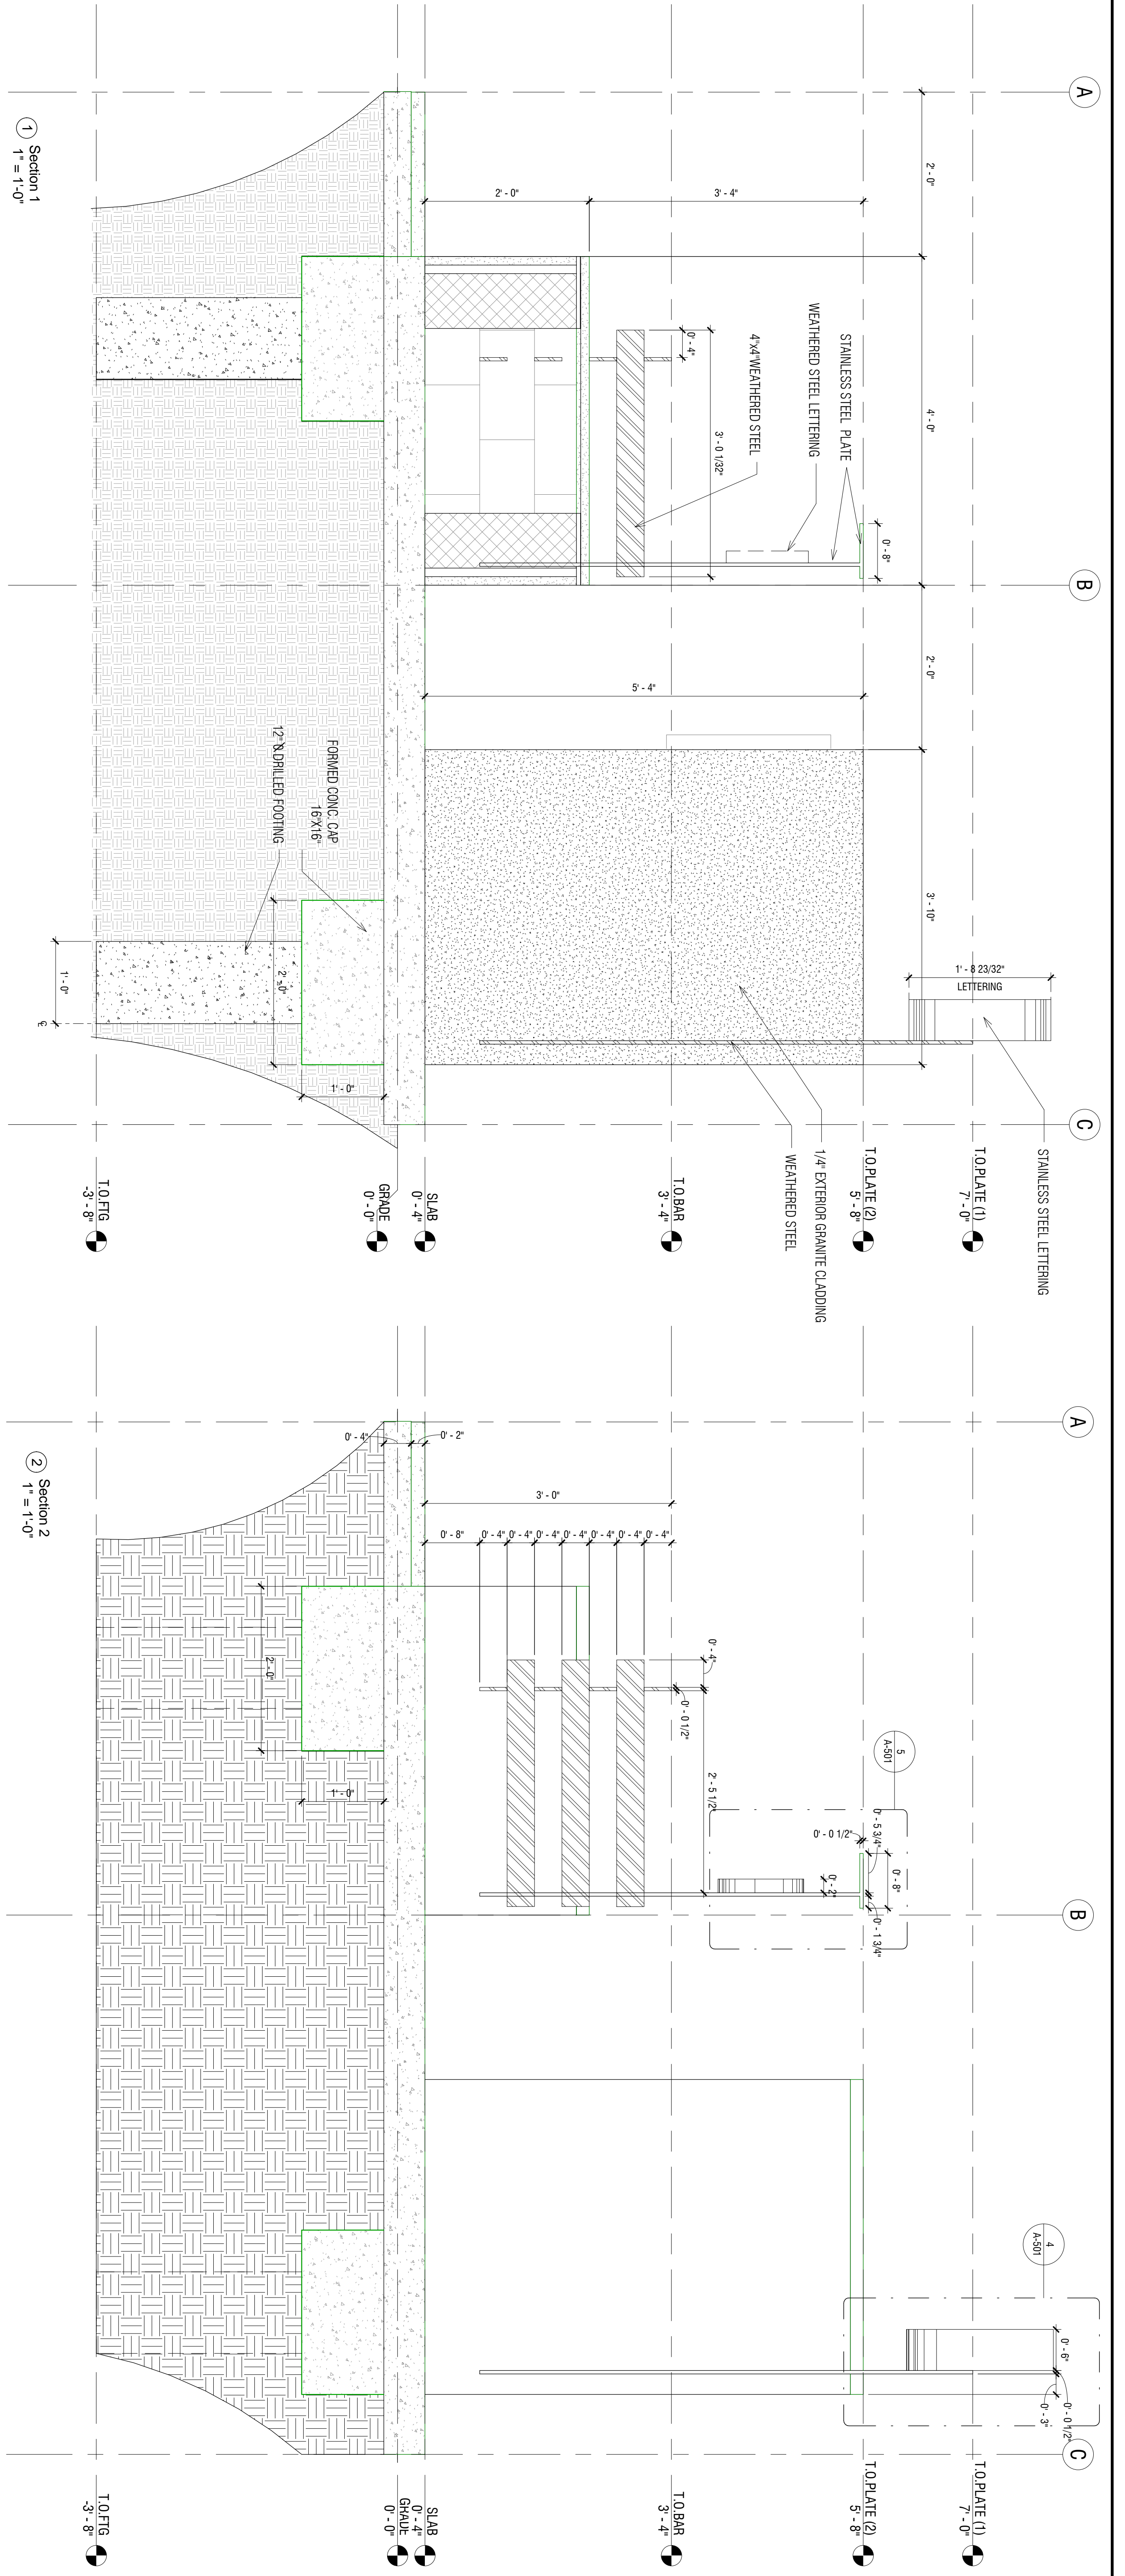 A
B
C
2' - 0"
4' - 0"
2' - 0"
3' - 10"
1' - 8 23/32"
LETTERING
STAINLESS STEEL LETTERING
T.O.PLATE (1)
7' - 0"
T.O.PLATE (2)
5' - 8"
0' - 8"
STAINLESS STEEL PLATE
WEATHERED STEEL LETTERING
4"x4"WEATHERED STEEL
3' - 0 1/32"
0' - 4"
3' - 4"
2' - 0"
5' - 4"
1/4" EXTERIOR GRANITE CLADDING
WEATHERED STEEL
T.O.BAR
3' - 4"
SLAB
0' - 4"
GRADE
0' - 0"
FORMED CONC. CAP
16"X16"
12"Ø DRILLED FOOTING
2' - 0"
1' - 0"
1' - 0"
T.O.FTG
-3' - 8"
1
Section 1
1" = 1'-0"
A
B
C
4
A-501
5
A-501
0' - 6"
0' - 0 1/2"
0' - 3"
T.O.PLATE (1)
7' - 0"
T.O.PLATE (2)
5' - 8"
0' - 8"
0' - 5 3/4"
0' - 1 3/4"
0' - 0 1/2"
0' - 2"
2' - 5 1/2"
0' - 4"
0' - 0 1/2"
T.O.BAR
3' - 4"
3' - 0"
0' - 4"
0' - 4"
0' - 4"
0' - 4"
0' - 4"
0' - 4"
0' - 4"
0' - 8"
0' - 2"
0' - 4"
SLAB
0' - 4"
GRADE
0' - 0"
1' - 0"
2' - 0"
T.O.FTG
-3' - 8"
2
Section 2
1" = 1'-0"